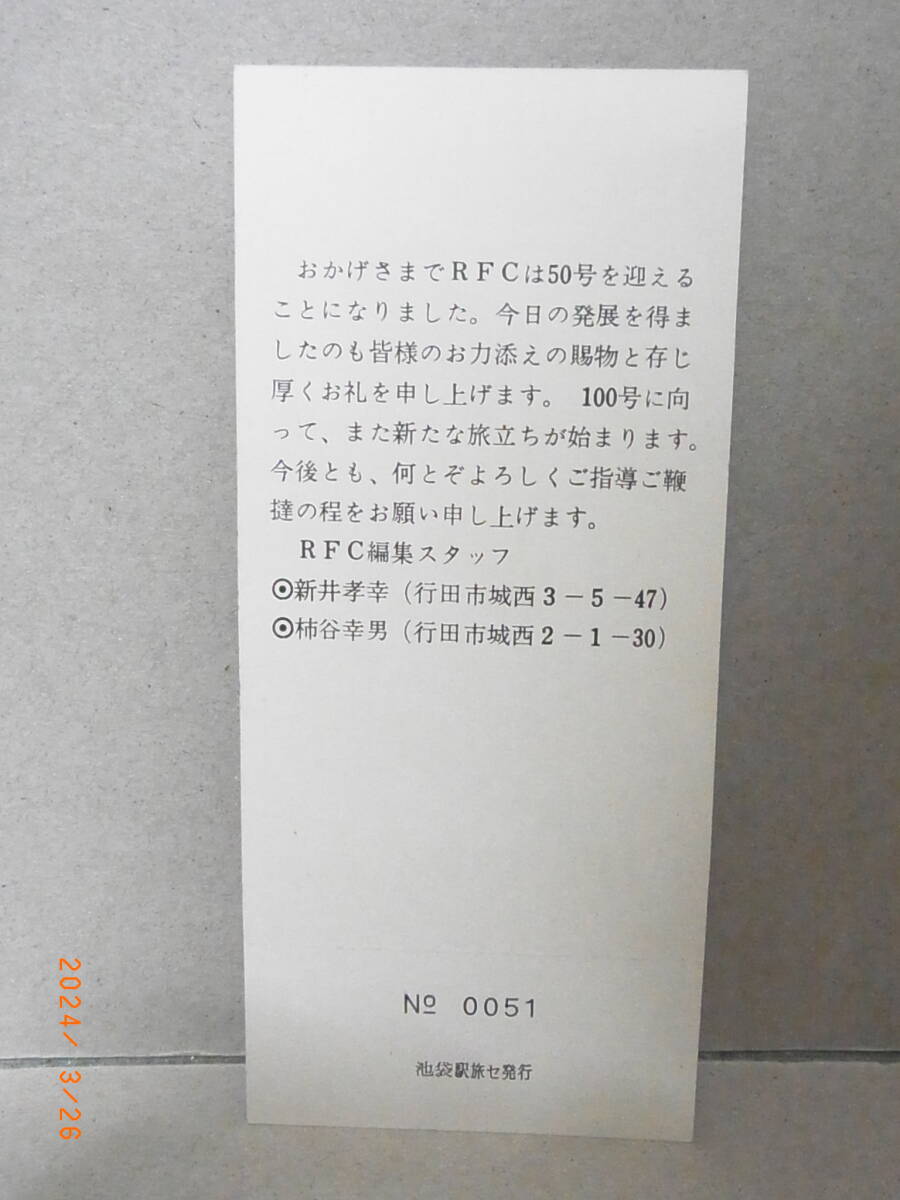 おかげさまでＲＦＣは50号を迎える
ことになりました。今日の発展を得ま
したのも皆様のお力添えの賜物と存じ
厚くお礼を申し上げます。 100号に向
って、また新たな旅立ちが始まります。
今後とも、何とぞよろしくご指導ご鞭
撻の程をお願い申し上げます。
ＲＦＣ編集スタッフ
⦿新井孝幸（行田市城西３－５－47）
⦿柿谷幸男（行田市城西２－１－30）
№ 0051
池袋駅旅セ発行
2024/ 3/26